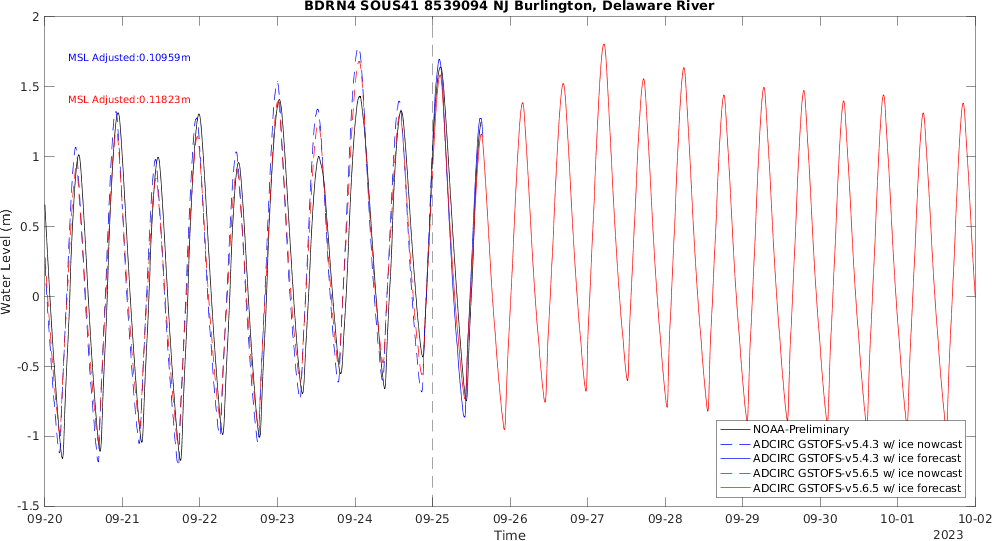 BDRN4 SOUS41 8539094 NJ Burlington, Delaware River
2
1.5
1
0.5
0
-0.5
-1
-1.5
Water Level (m)
MSL Adjusted:0.10959m
MSL Adjusted:0.11823m
NOAA-Preliminary
ADCIRC GSTOFS-v5.4.3 w/ ice nowcast
ADCIRC GSTOFS-v5.4.3 w/ ice forecast
ADCIRC GSTOFS-v5.6.5 w/ ice nowcast
ADCIRC GSTOFS-v5.6.5 w/ ice forecast
09-20 09-21 09-22 09-23 09-24 09-25 09-26 09-27 09-28 09-29 09-30 10-01 10-02
Time
2023